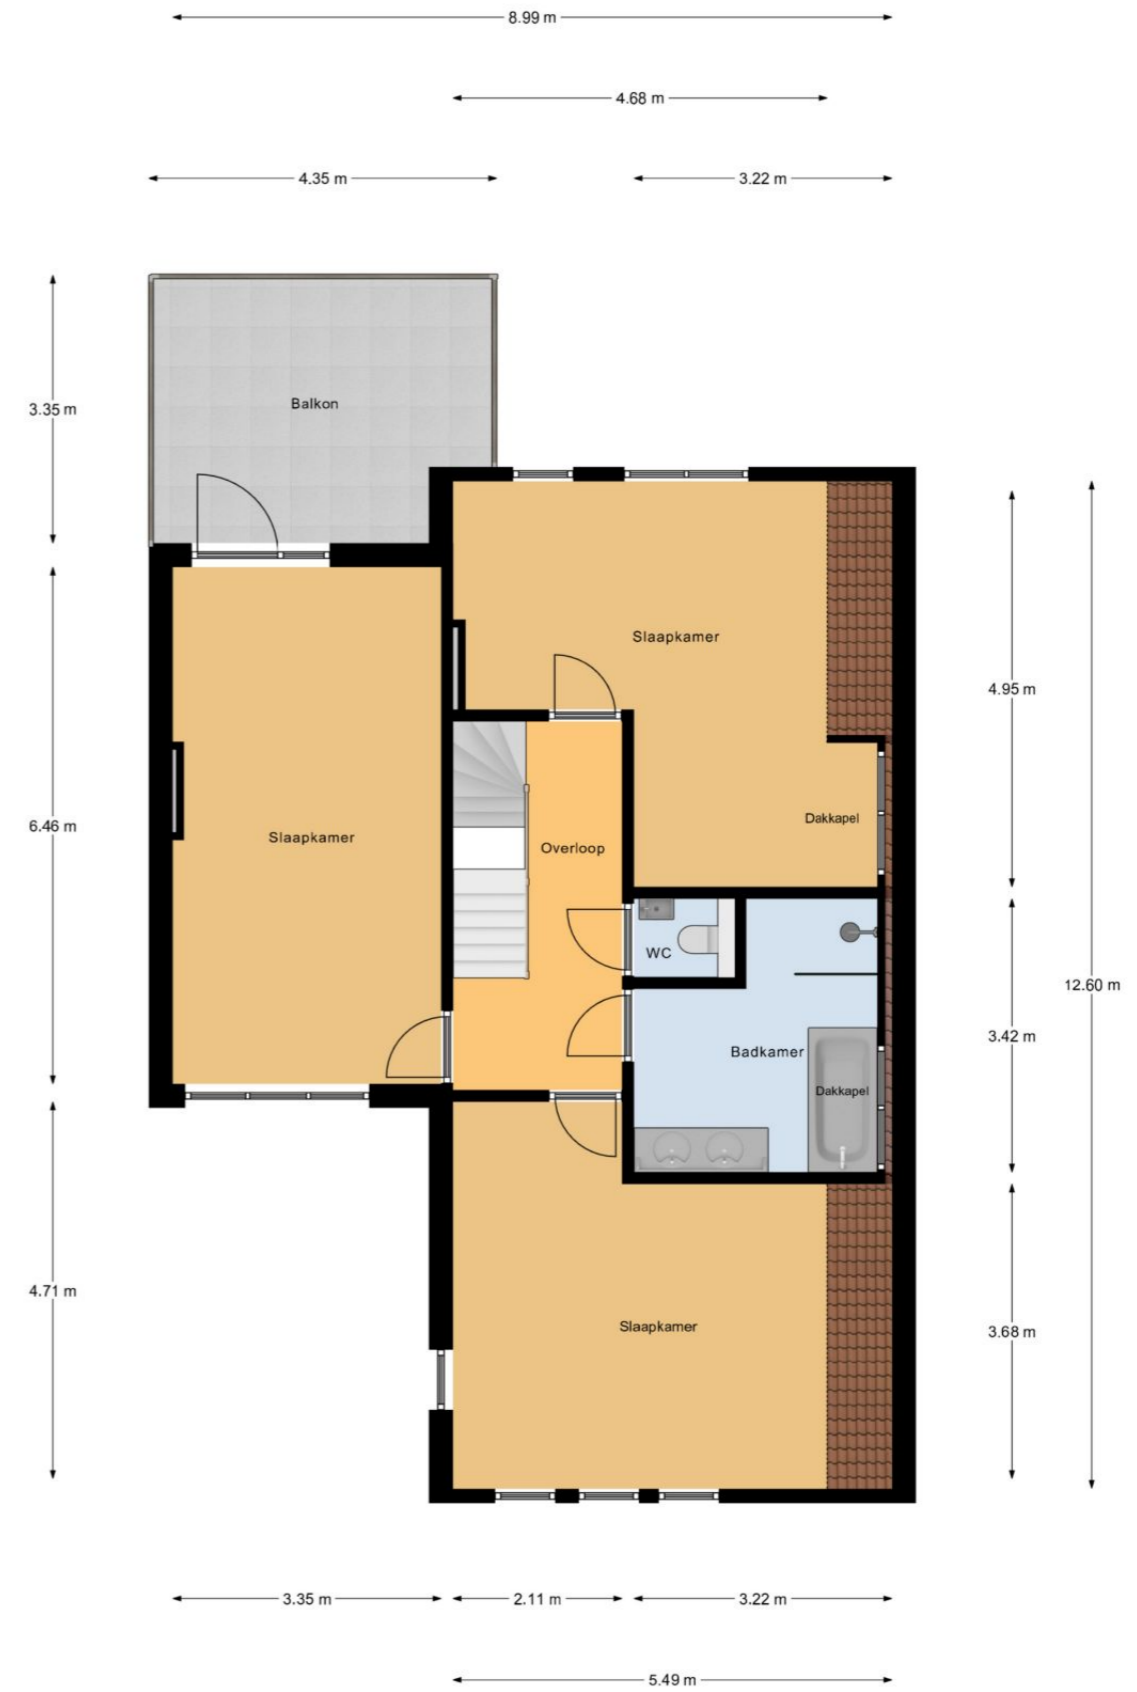 8.99 m
4.68 m
4.35 m
3.22 m
3.35 m
Balkon
4.95 m
Slaapkamer
6.46 m
Slaapkamer
Dakkapel
Overloop
WC
12.60 m
3.42 m
Badkamer
Dakkapel
4.71 m
3.68 m
Slaapkamer
3.35 m
2.11 m
3.22 m
5.49 m